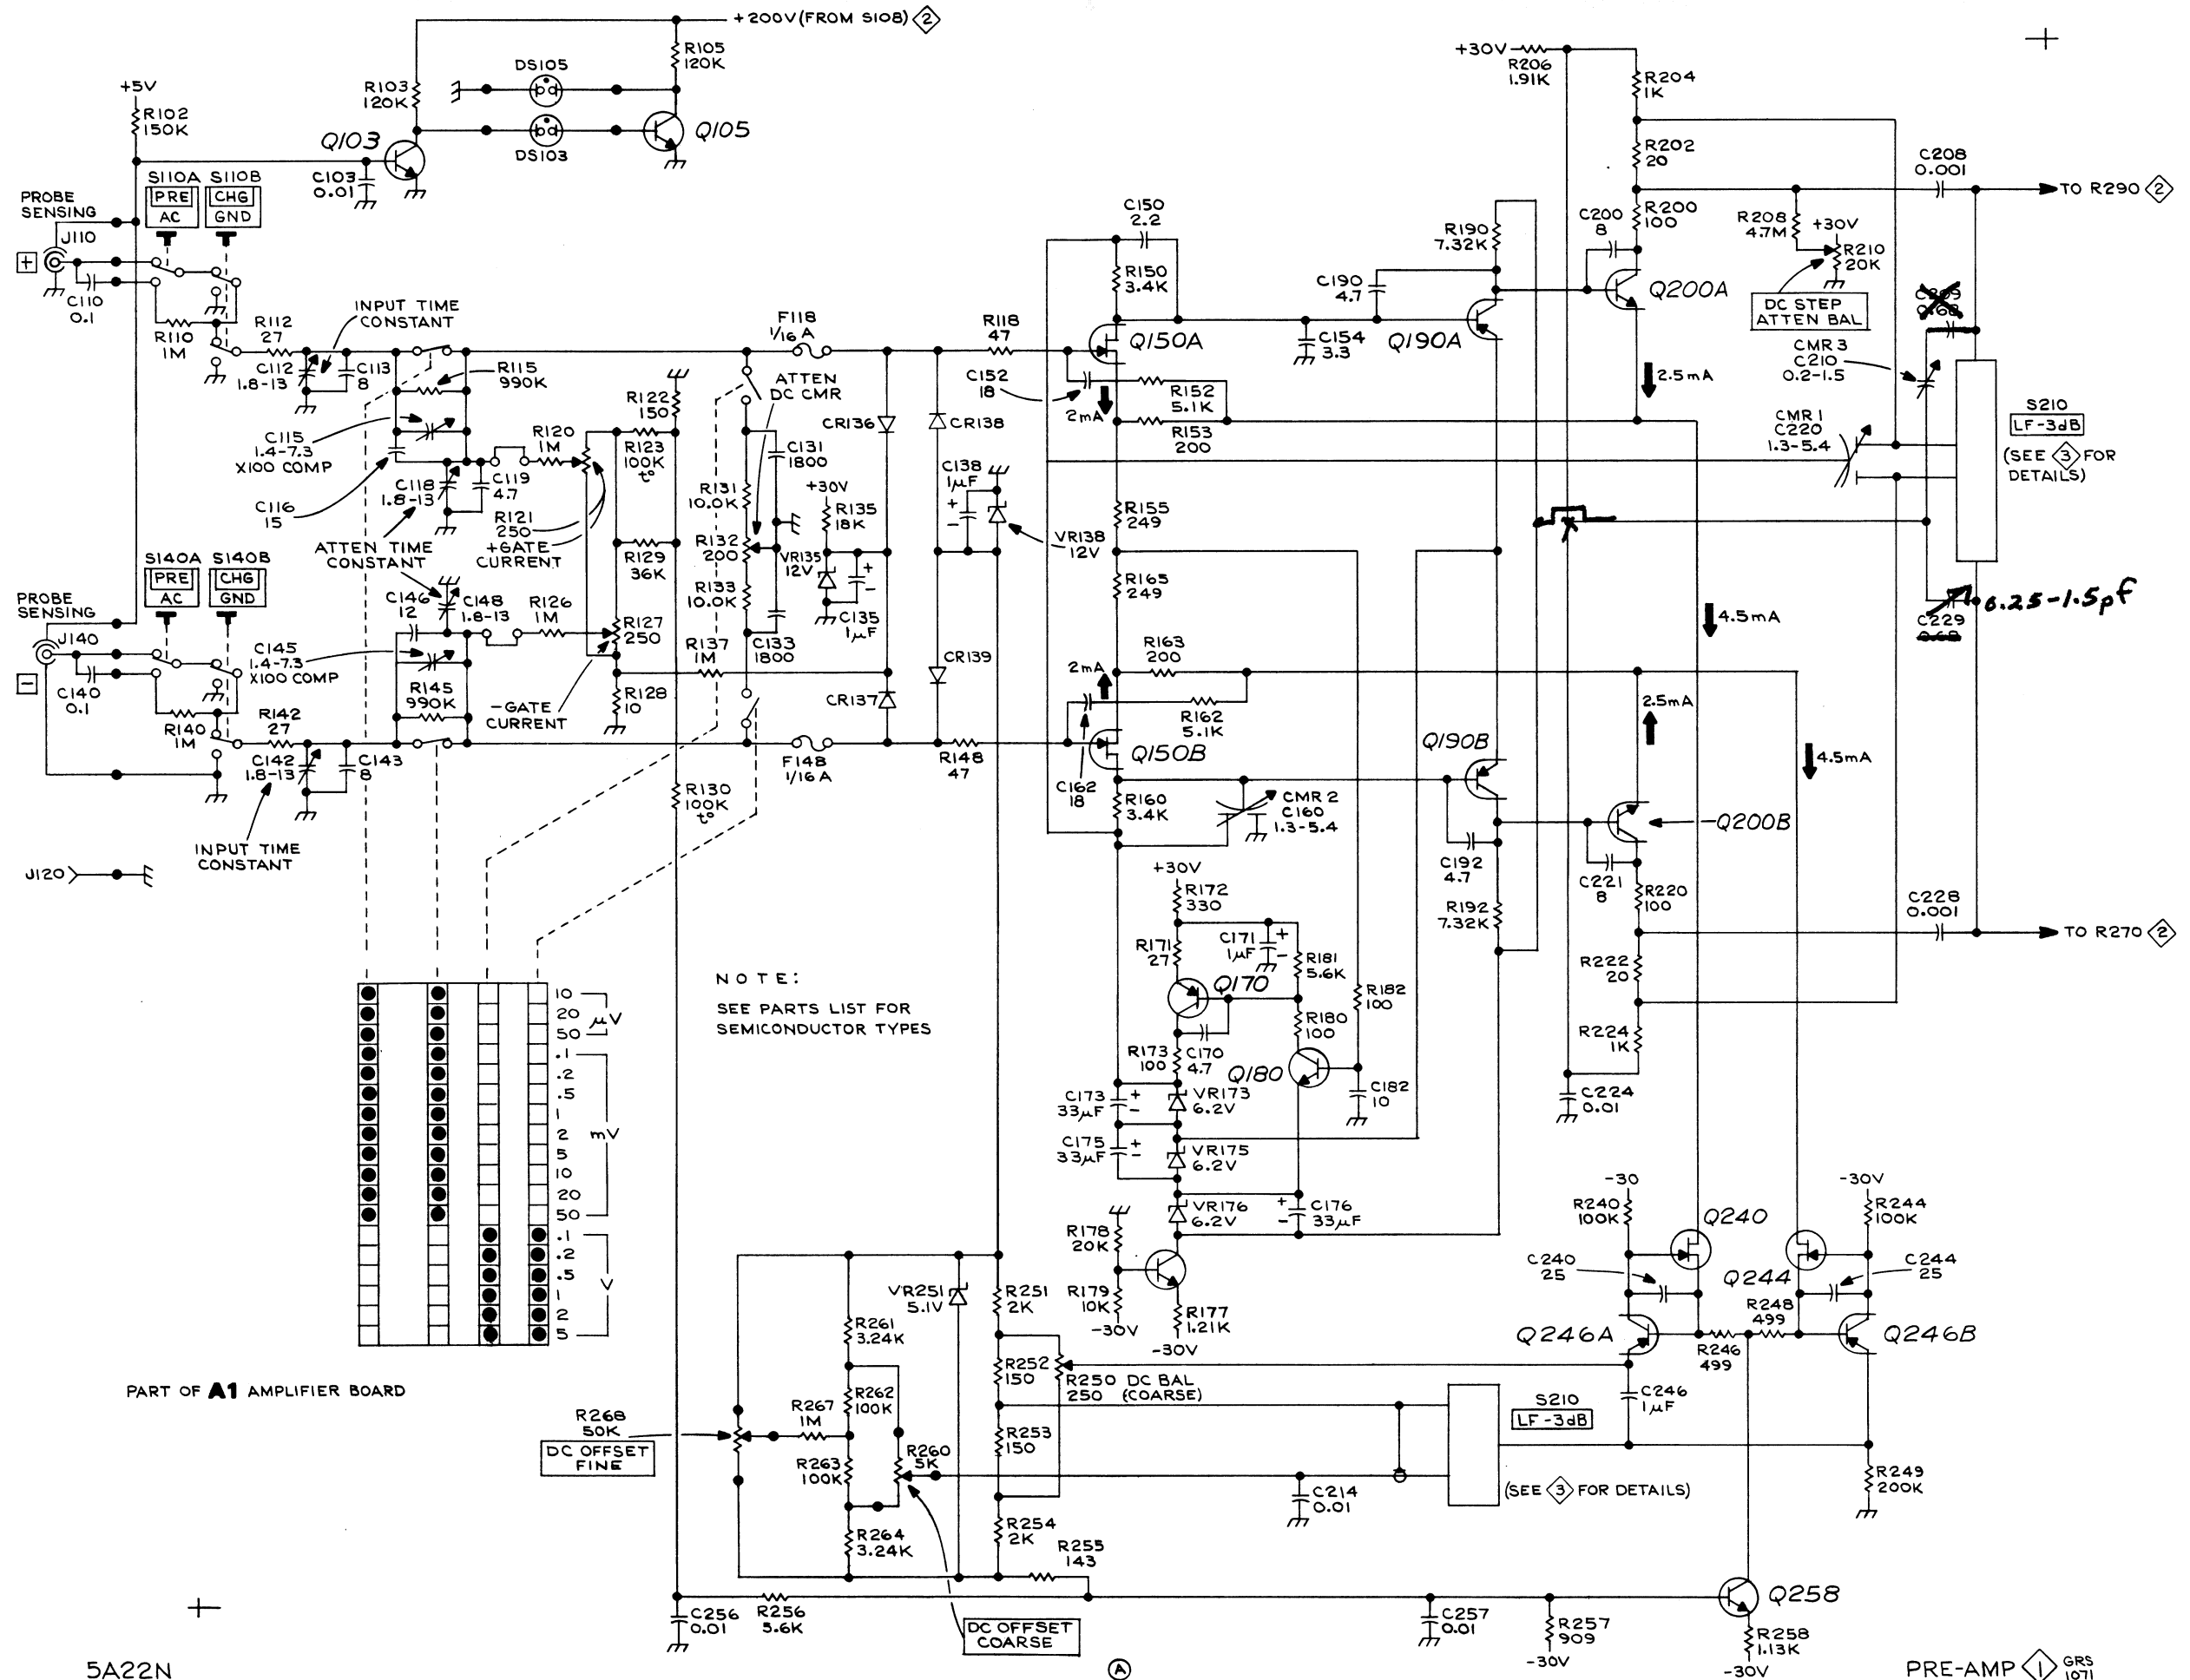 +200V (FROM S108) 2
R105
120K
DS105
R103
120K
+5V
R102
150K
Q103
Q105
DS103
C103
0.01
S110A S110B
PRE
AC
CHG
GND
PROBE
SENSING
J110
+
C110
0.1
R110
1M
R112
27
INPUT TIME
CONSTANT
C112
1.8-13
C113
8
R115
990K
C115
1.4-7.3
X100 COMP
C116
15
C118
1.8-13
C119
4.7
R120
1M
R121
250
+GATE
CURRENT
R122
150
R123
100K
t°
R129
36K
ATTEN TIME
CONSTANT
S140A S140B
PRE
AC
CHG
GND
PROBE
SENSING
J140
-
C140
0.1
R140
1M
R142
27
C142
1.8-13
C143
8
INPUT TIME
CONSTANT
C145
1.4-7.3
X100 COMP
R145
990K
C146
12
C148
1.8-13
R126
1M
R127
250
-GATE
CURRENT
R128
10
R130
100K
t°
R137
1M
J120
F118
1/16 A
ATTEN
DC CMR
C131
1800
R131
10.0K
R132
200
R133
10.0K
C133
1800
+30V
R135
18K
VR135
12V
C135
1µF
CR136
CR138
C138
1µF
VR138
12V
CR139
CR137
F148
1/16 A
R118
47
R148
47
C150
2.2
R150
3.4K
Q150A
C152
18
2mA
R152
5.1K
R153
200
C154
3.3
R155
249
R165
249
R163
200
2mA
R162
5.1K
Q150B
C162
18
R160
3.4K
CMR 2
C160
1.3-5.4
R190
7.32K
C190
4.7
Q190A
Q190B
C192
4.7
R192
7.32K
+30V
R206
1.91K
R204
1K
R202
20
R200
100
C200
8
Q200A
2.5mA
R208
4.7M
+30V
R210
20K
DC STEP
ATTEN BAL
C208
0.001
TO R290 2
C209
0.68
CMR 3
C210
0.2-1.5
CMR 1
C220
1.3-5.4
S210
LF-3dB
(SEE 3 FOR
DETAILS)
0.25-1.5pf
C229
0.68
4.5mA
2.5mA
4.5mA
Q200B
C221
8
R220
100
R222
20
R224
1K
C224
0.01
C228
0.001
TO R270 2
+30V
R172
330
R171
27
C171
1µF
R181
5.6K
Q170
R180
100
R182
100
R173
100
C170
4.7
Q180
C182
10
C173
33µF
VR173
6.2V
C175
33µF
VR175
6.2V
VR176
6.2V
C176
33µF
R178
20K
R179
10K
-30V
R177
1.21K
-30V
NOTE:
SEE PARTS LIST FOR
SEMICONDUCTOR TYPES
10
20
50
µV
.1
.2
.5
1
2
5
10
20
50
mV
.1
.2
.5
1
2
5
V
PART OF A1 AMPLIFIER BOARD
-30
R240
100K
Q240
C240
25
Q244
-30V
R244
100K
C244
25
R248
499
Q246A
R246
499
Q246B
C246
1µF
R249
200K
VR251
5.1V
R251
2K
R261
3.24K
R252
150
R250 DC BAL
250 (COARSE)
R262
100K
R267
1M
R268
50K
DC OFFSET
FINE
R263
100K
R260
5K
R253
150
R264
3.24K
R254
2K
R255
143
S210
LF-3dB
(SEE 3 FOR DETAILS)
C214
0.01
C256
0.01
R256
5.6K
DC OFFSET
COARSE
C257
0.01
R257
909
-30V
Q258
R258
1.13K
-30V
5A22N
A
PRE-AMP 1
GRS
1071